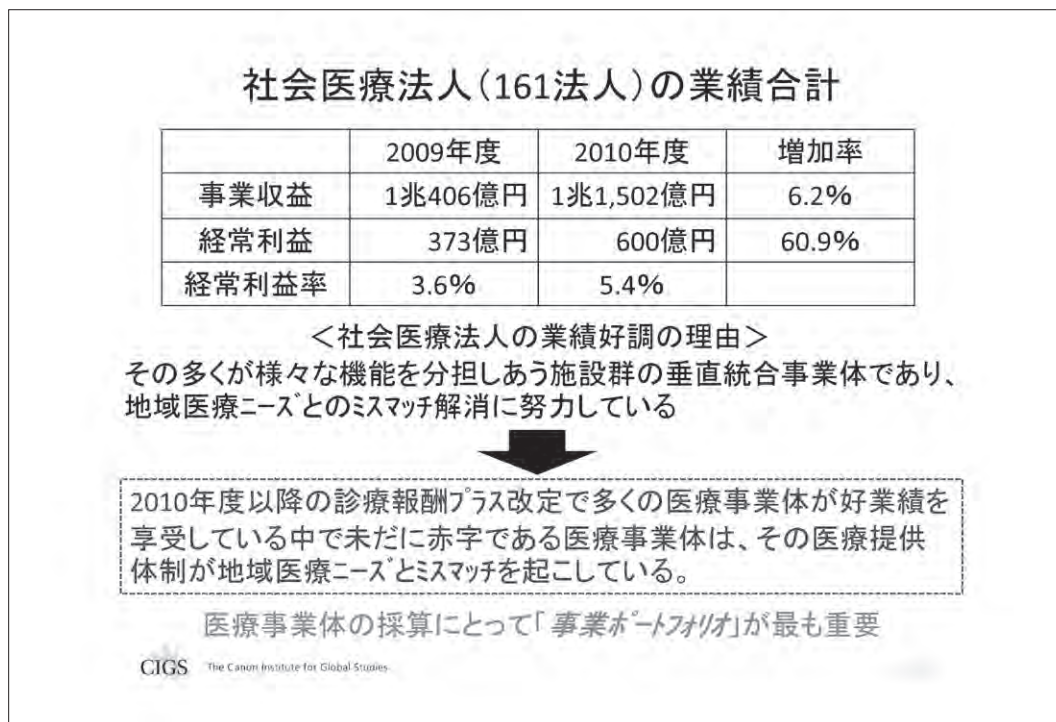 社会医療法人（161法人）の業績合計
2009年度 2010年度 増加率
事業収益 1兆406億円 1兆1,502億円 6.2%
経常利益 373億円 600億円 60.9%
経常利益率 3.6% 5.4%
＜社会医療法人の業績好調の理由＞
その多くが様々な機能を分担しあう施設群の垂直統合事業体であり、
地域医療ﾆｰｽﾞとのﾐｽﾏｯﾁ解消に努力している
2010年度以降の診療報酬ﾌﾟﾗｽ改定で多くの医療事業体が好業績を
享受している中で未だに赤字である医療事業体は、その医療提供
体制が地域医療ﾆｰｽﾞとﾐｽﾏｯﾁを起こしている。
医療事業体の採算にとって「事業ﾎﾟｰﾄﾌｫﾘｵ」が最も重要
CIGS The Canon Institute for Global Studies